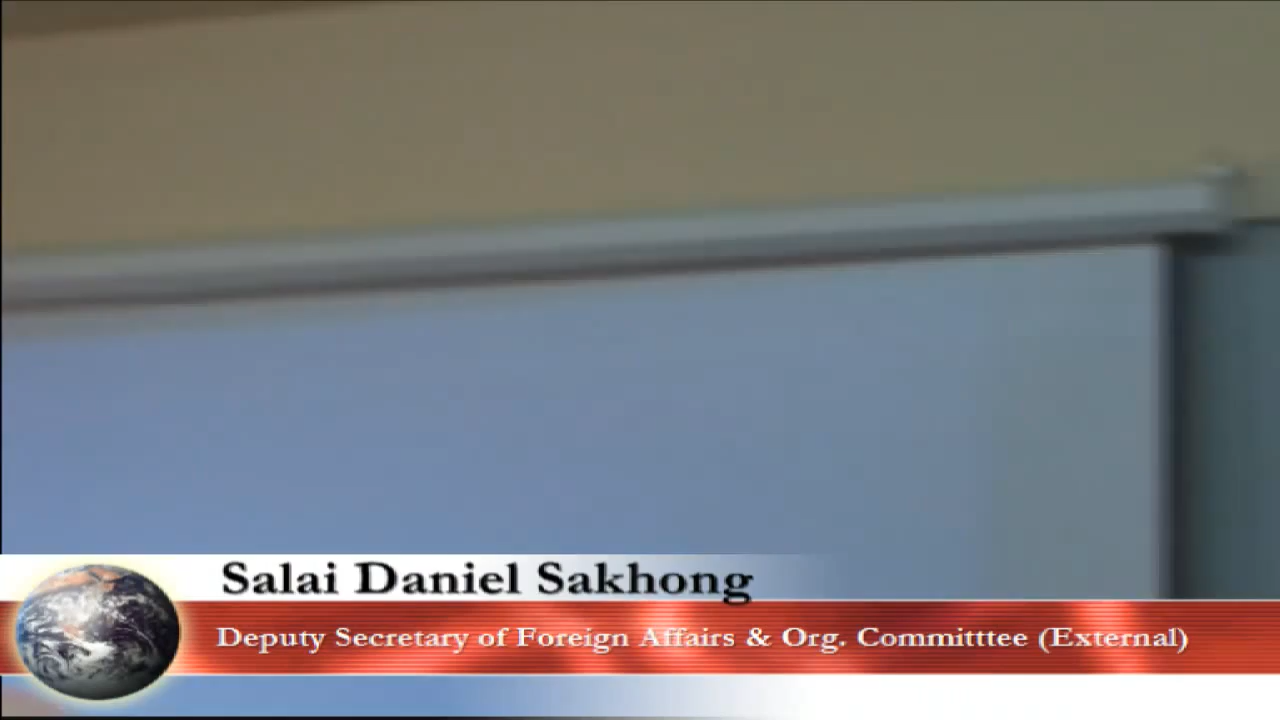 Salai Daniel Sakhong
Deputy Secretary of Foreign Affairs & Org. Committtee (External)